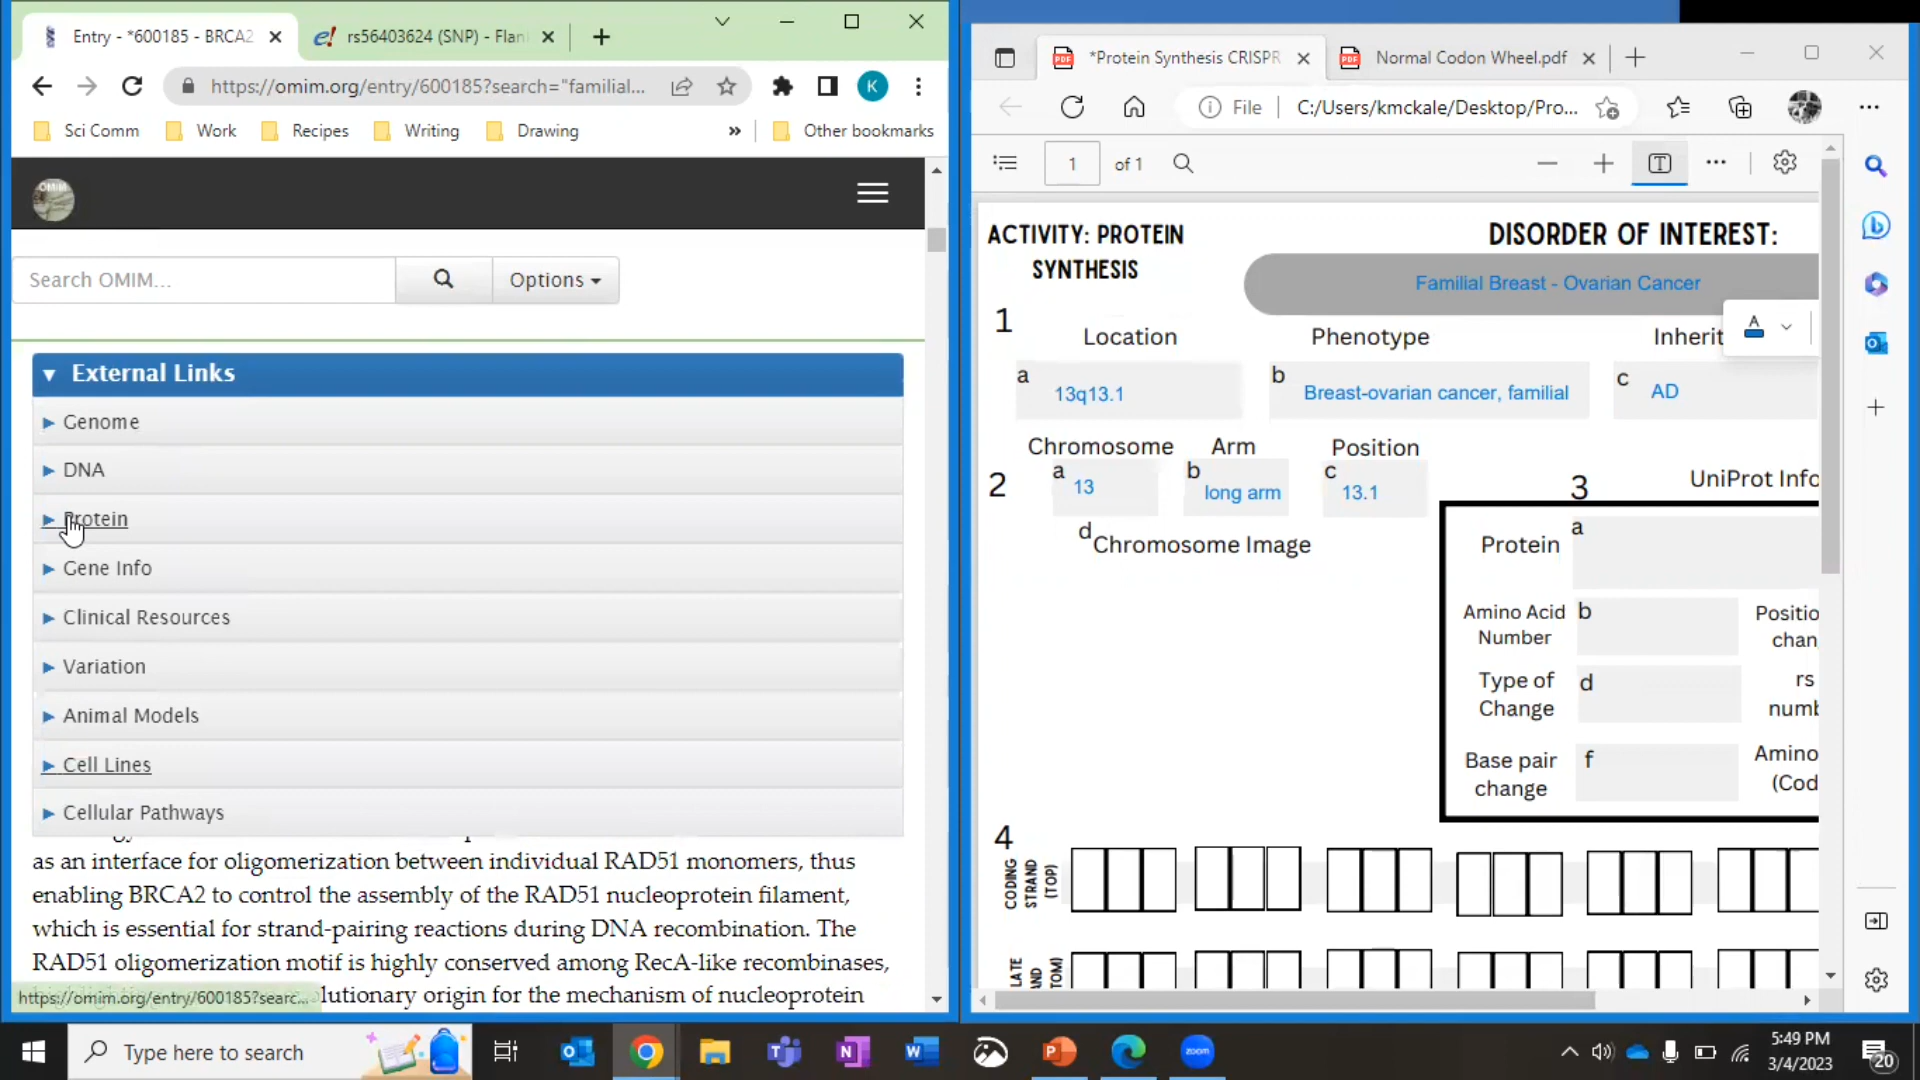 Entry - *600185 - BRCA2
rs56403624 (SNP) - Flan
https://omim.org/entry/600185?search="familial...
K
Sci Comm
Work
Recipes
Writing
Drawing
»
Other bookmarks
OMIM
Search OMIM...
Options
External Links
Genome
DNA
Protein
Gene Info
Clinical Resources
Variation
Animal Models
Cell Lines
Cellular Pathways
as an interface for oligomerization between individual RAD51 monomers, thus
enabling BRCA2 to control the assembly of the RAD51 nucleoprotein filament,
which is essential for strand-pairing reactions during DNA recombination. The
RAD51 oligomerization motif is highly conserved among RecA-like recombinases,
https://omim.org/entry/600185?searc...
lutionary origin for the mechanism of nucleoprotein
*Protein Synthesis CRISPR
Normal Codon Wheel.pdf
File
C:/Users/kmckale/Desktop/Pro...
1 of 1
ACTIVITY: PROTEIN
SYNTHESIS
DISORDER OF INTEREST:
Familial Breast - Ovarian Cancer
A
1
Location
Phenotype
Inherit
a 13q13.1
b Breast-ovarian cancer, familial
c AD
Chromosome
Arm
Position
2
a 13
b long arm
c 13.1
d Chromosome Image
3
UniProt Info
Protein
a
Amino Acid
Number
b
Positio
chan
Type of
Change
d
rs
numb
Base pair
change
f
Amino
(Cod
4
CODING
STRAND
(TOP)
LATE
ND
TOM)
Type here to search
zoom
5:49 PM
3/4/2023
20